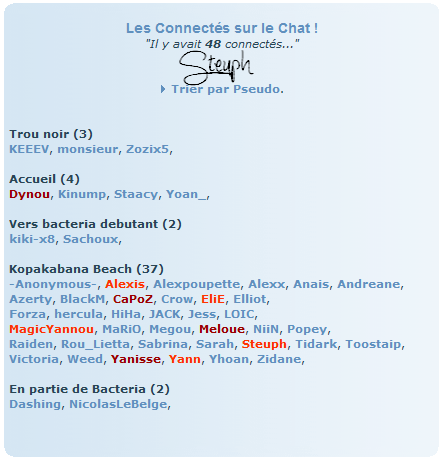 Les Connectés sur le Chat !
"Il y avait 48 connectés..."
Steuph
Trier par Pseudo.
Trou noir (3)
KEEEV, monsieur, Zozix5,
Accueil (4)
Dynou, Kinump, Staacy, Yoan_,
Vers bacteria debutant (2)
kiki-x8, Sachoux,
Kopakabana Beach (37)
-Anonymous-, Alexis, Alexpoupette, Alexx, Anais, Andreane,
Azerty, BlackM, CaPoZ, Crow, EliE, Elliot,
Forza, hercula, HiHa, JACK, Jess, LOIC,
MagicYannou, MaRiO, Megou, Meloue, NiiN, Popey,
Raiden, Rou_Lietta, Sabrina, Sarah, Steuph, Tidark, Toostaip,
Victoria, Weed, Yanisse, Yann, Yhoan, Zidane,
En partie de Bacteria (2)
Dashing, NicolasLeBelge,